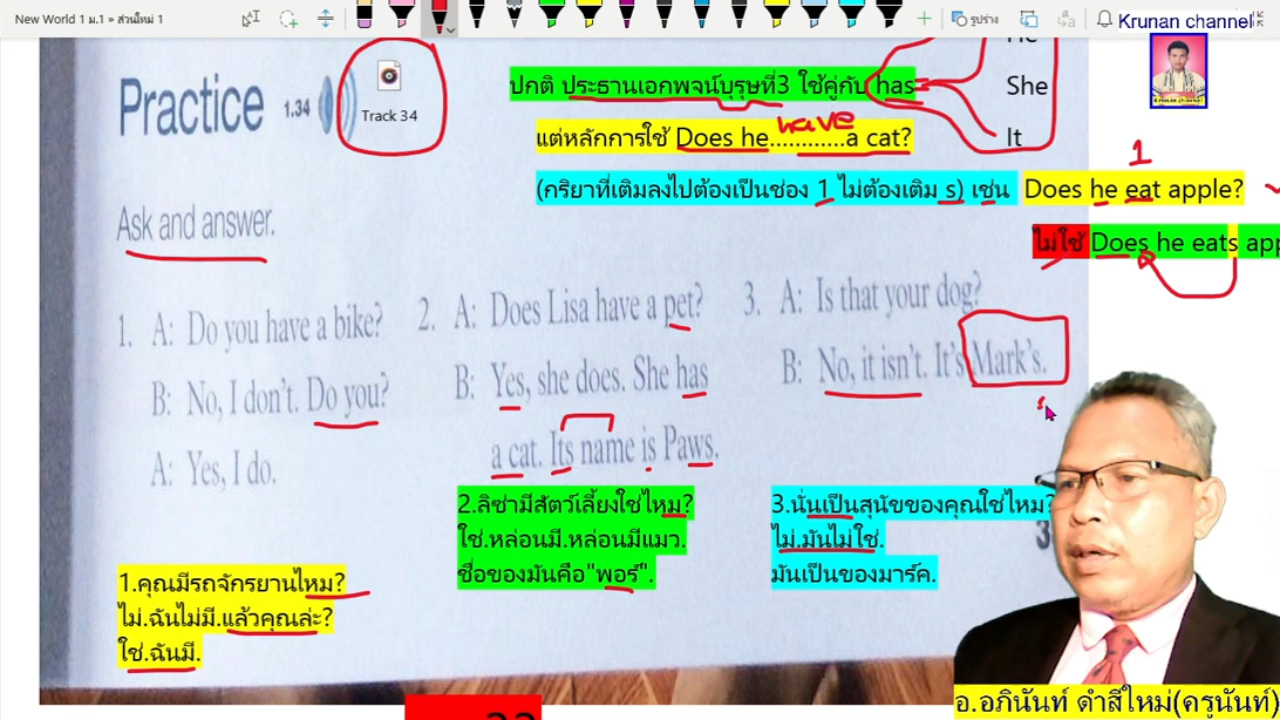 New World 1 ม.1 » ส่วนใหม่ 1
รูปร่าง
Krunan channel
He
ปกติ ประธานเอกพจน์บุรุษที่3 ใช้คู่กับ has
She
have
แต่หลักการใช้ Does he............a cat?
It
1
(กริยาที่เติมลงไปต้องเป็นช่อง 1 ไม่ต้องเติม s) เช่น Does he eat apple?
ไม่ใช้ Does he eats app
Practice 1.34
Track 34
Ask and answer.
1. A: Do you have a bike?
B: No, I don't. Do you?
A: Yes, I do.
2. A: Does Lisa have a pet?
B: Yes, she does. She has
a cat. Its name is Paws.
3. A: Is that your dog?
B: No, it isn't. It's Mark's.
1.คุณมีรถจักรยานไหม?
ไม่.ฉันไม่มี.แล้วคุณล่ะ?
ใช่.ฉันมี.
2.ลิซ่ามีสัตว์เลี้ยงใช่ไหม?
ใช่.หล่อนมี.หล่อนมีแมว.
ชื่อของมันคือ"พอร์".
3.นั่นเป็นสุนัขของคุณใช่ไหม?
ไม่.มันไม่ใช่.
มันเป็นของมาร์ค.
อ.อภินันท์ ดำสีใหม่(ครูนันท์)